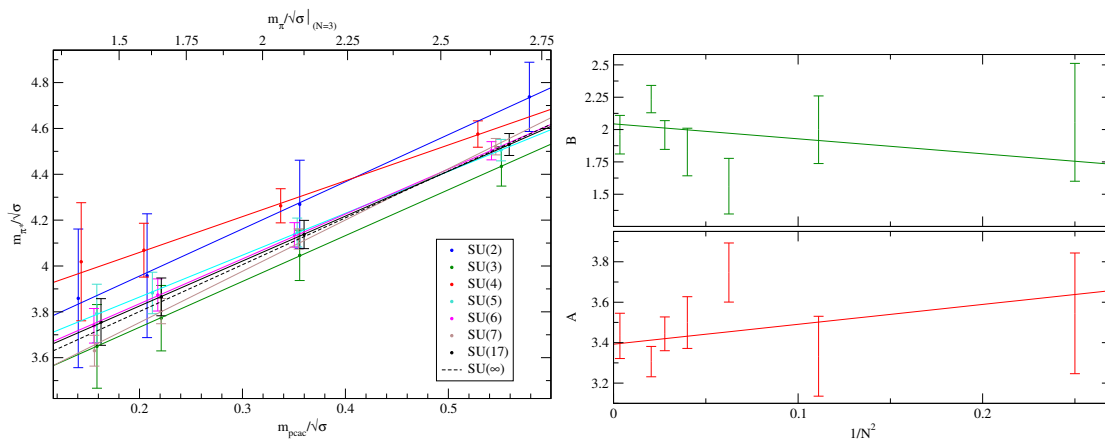 m_π/√σ|_(N=3)
1.5 1.75 2 2.25 2.5 2.75
m_π*/√σ
4.8
4.6
4.4
4.2
4
3.8
3.6
SU(2)
SU(3)
SU(4)
SU(5)
SU(6)
SU(7)
SU(17)
SU(∞)
0.2 0.3 0.4 0.5
m_pcac/√σ
B
2.5
2.25
2
1.75
1.5
A
3.9
3.6
3.3
3
0 0.1 0.2
1/N²